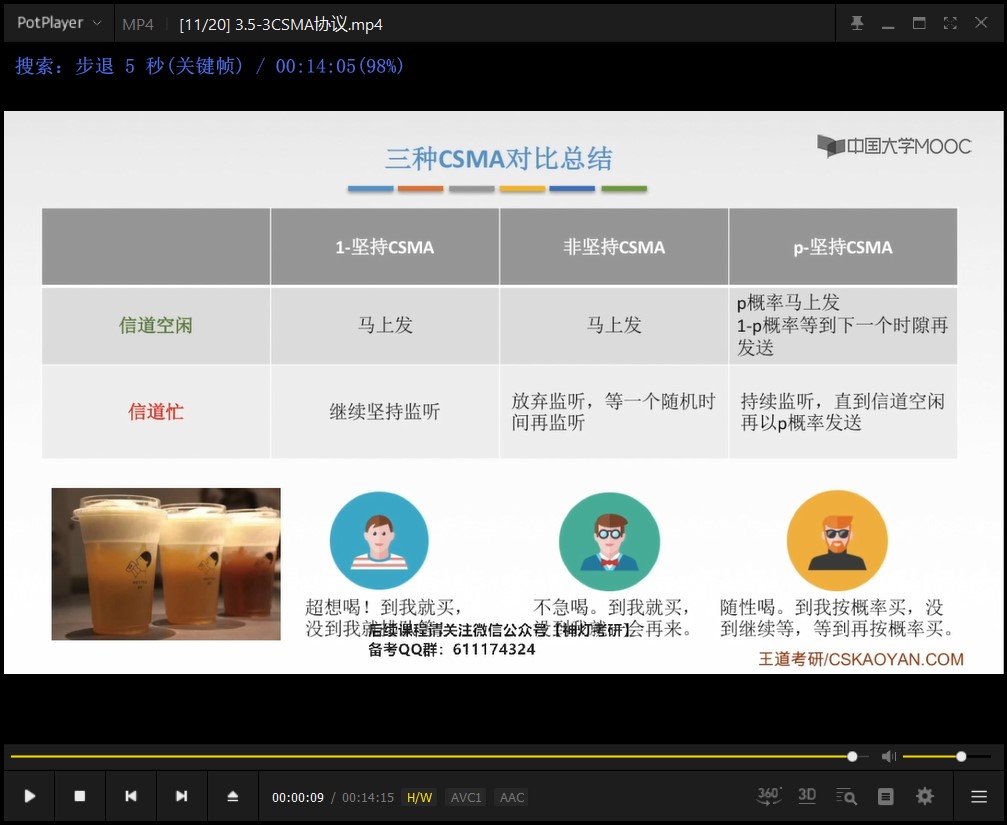 PotPlayer
MP4
[11/20] 3.5-3CSMA协议.mp4
搜索: 步退 5 秒(关键帧) / 00:14:05(98%)
中国大学MOOC
三种CSMA对比总结
1-坚持CSMA
非坚持CSMA
p-坚持CSMA
信道空闲
马上发
马上发
p概率马上发
1-p概率等到下一个时隙再
发送
信道忙
继续坚持监听
放弃监听，等一个随机时
间再监听
持续监听，直到信道空闲
再以p概率发送
超想喝！到我就买，
没到我就
不急喝。到我就买，
会再来。
随性喝。到我按概率买，没
到继续等，等到再按概率买。
后续课程请关注微信公众号【神灯考研】
备考QQ群：611174324
王道考研/CSKAOYAN.COM
00:00:09 / 00:14:15
H/W
AVC1
AAC
360°
3D